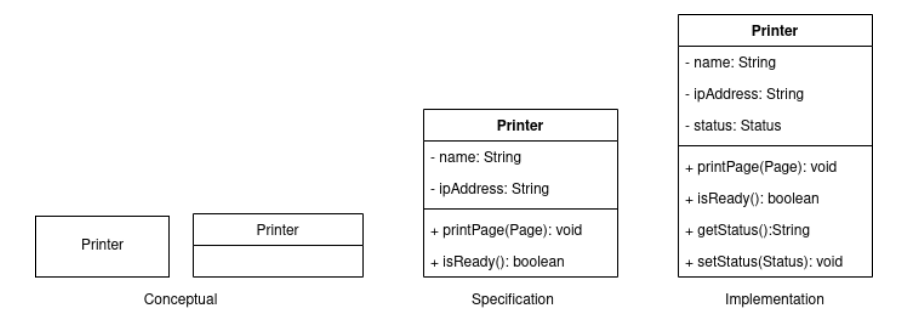 Printer
Printer
Conceptual
Printer
- name: String
- ipAddress: String
+ printPage(Page): void
+ isReady(): boolean
Specification
Printer
- name: String
- ipAddress: String
- status: Status
+ printPage(Page): void
+ isReady(): boolean
+ getStatus():String
+ setStatus(Status): void
Implementation